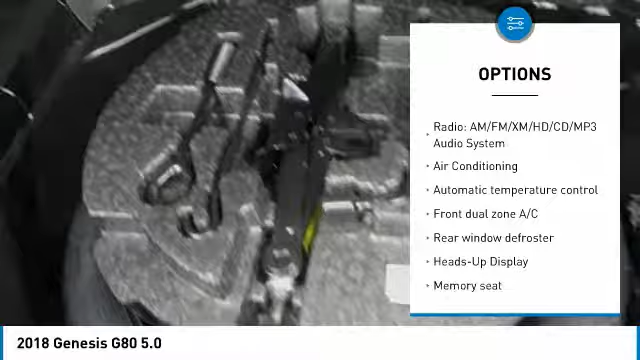 OPTIONS
Radio: AM/FM/XM/HD/CD/MP3
Audio System
Air Conditioning
Automatic temperature control
Front dual zone A/C
Rear window defroster
Heads-Up Display
Memory seat
2018 Genesis G80 5.0